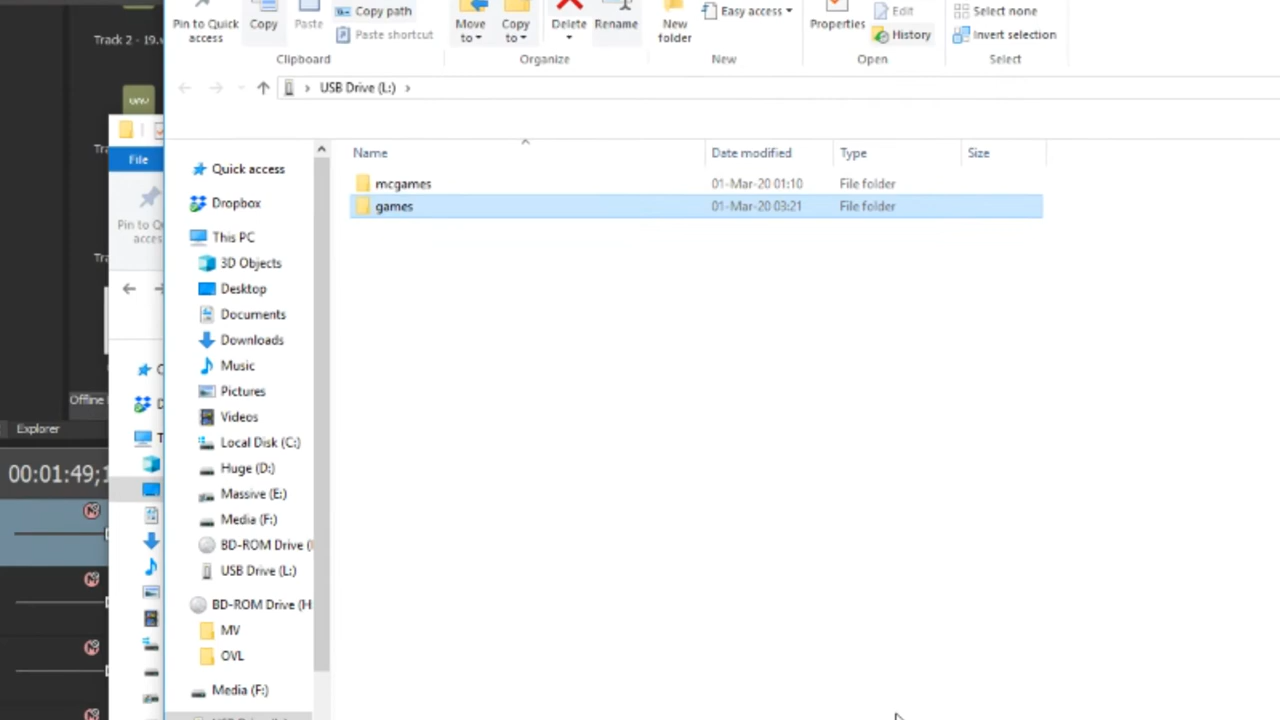 Track 2 - 19.
Pin to Quick access
Copy
Paste
Copy path
Paste shortcut
Move to
Copy to
Delete
Rename
New folder
Easy access
Properties
Edit
History
Select none
Invert selection
Clipboard
Organize
New
Open
Select
USB Drive (L:)
File
Pin to Qu
acces
Name
Date modified
Type
Size
mcgames
01-Mar-20 01:10
File folder
games
01-Mar-20 03:21
File folder
Quick access
Dropbox
This PC
3D Objects
Desktop
Documents
Downloads
Music
Pictures
Videos
Local Disk (C:)
Huge (D:)
Massive (E:)
Media (F:)
BD-ROM Drive (
USB Drive (L:)
BD-ROM Drive (H
MV
OVL
Media (F:)
Offline
Explorer
00:01:49;1